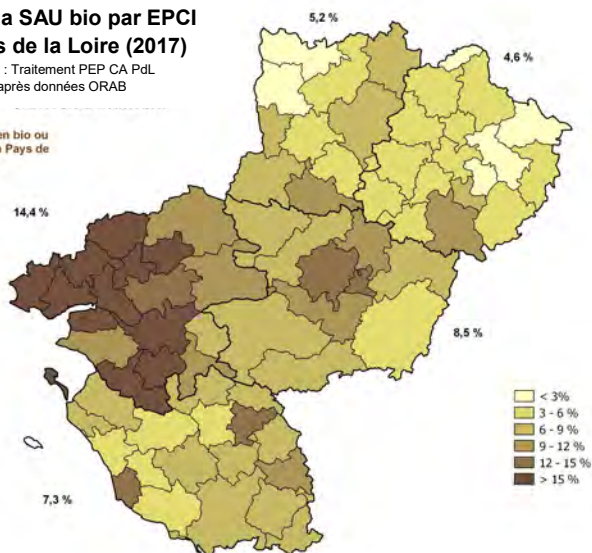 a SAU bio par EPCI
s de la Loire (2017)
: Traitement PEP CA PdL
après données ORAB
en bio ou
Pays de
5,2 %
4,6 %
14,4 %
8,5 %
7,3 %
< 3%
3 - 6 %
6 - 9 %
9 - 12 %
12 - 15 %
> 15 %